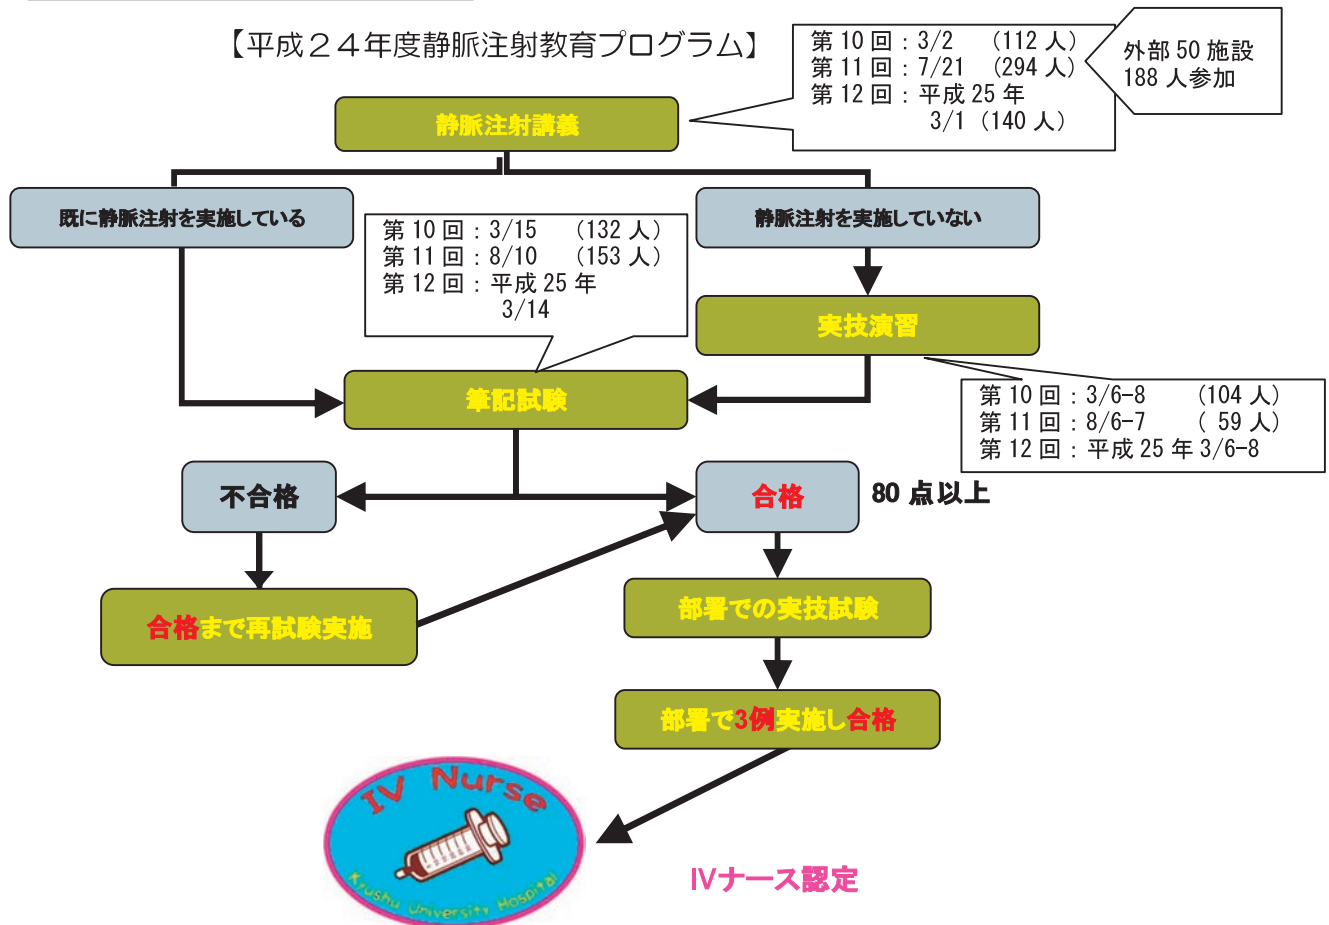 【平成２４年度静脈注射教育プログラム】
第 10 回：3/2 （112 人）
第 11 回：7/21 （294 人）
第 12 回：平成 25 年
3/1（140 人）
外部 50 施設
188 人参加
静脈注射講義
既に静脈注射を実施している
静脈注射を実施していない
第 10 回：3/15 （132 人）
第 11 回：8/10 （153 人）
第 12 回：平成 25 年
3/14
実技演習
筆記試験
第 10 回：3/6-8 （104 人）
第 11 回：8/6-7 （ 59 人）
第 12 回：平成 25 年 3/6-8
不合格
合格
80 点以上
合格まで再試験実施
部署での実技試験
部署で3例実施し合格
IV Nurse
Kyushu University Hospital
IVナース認定